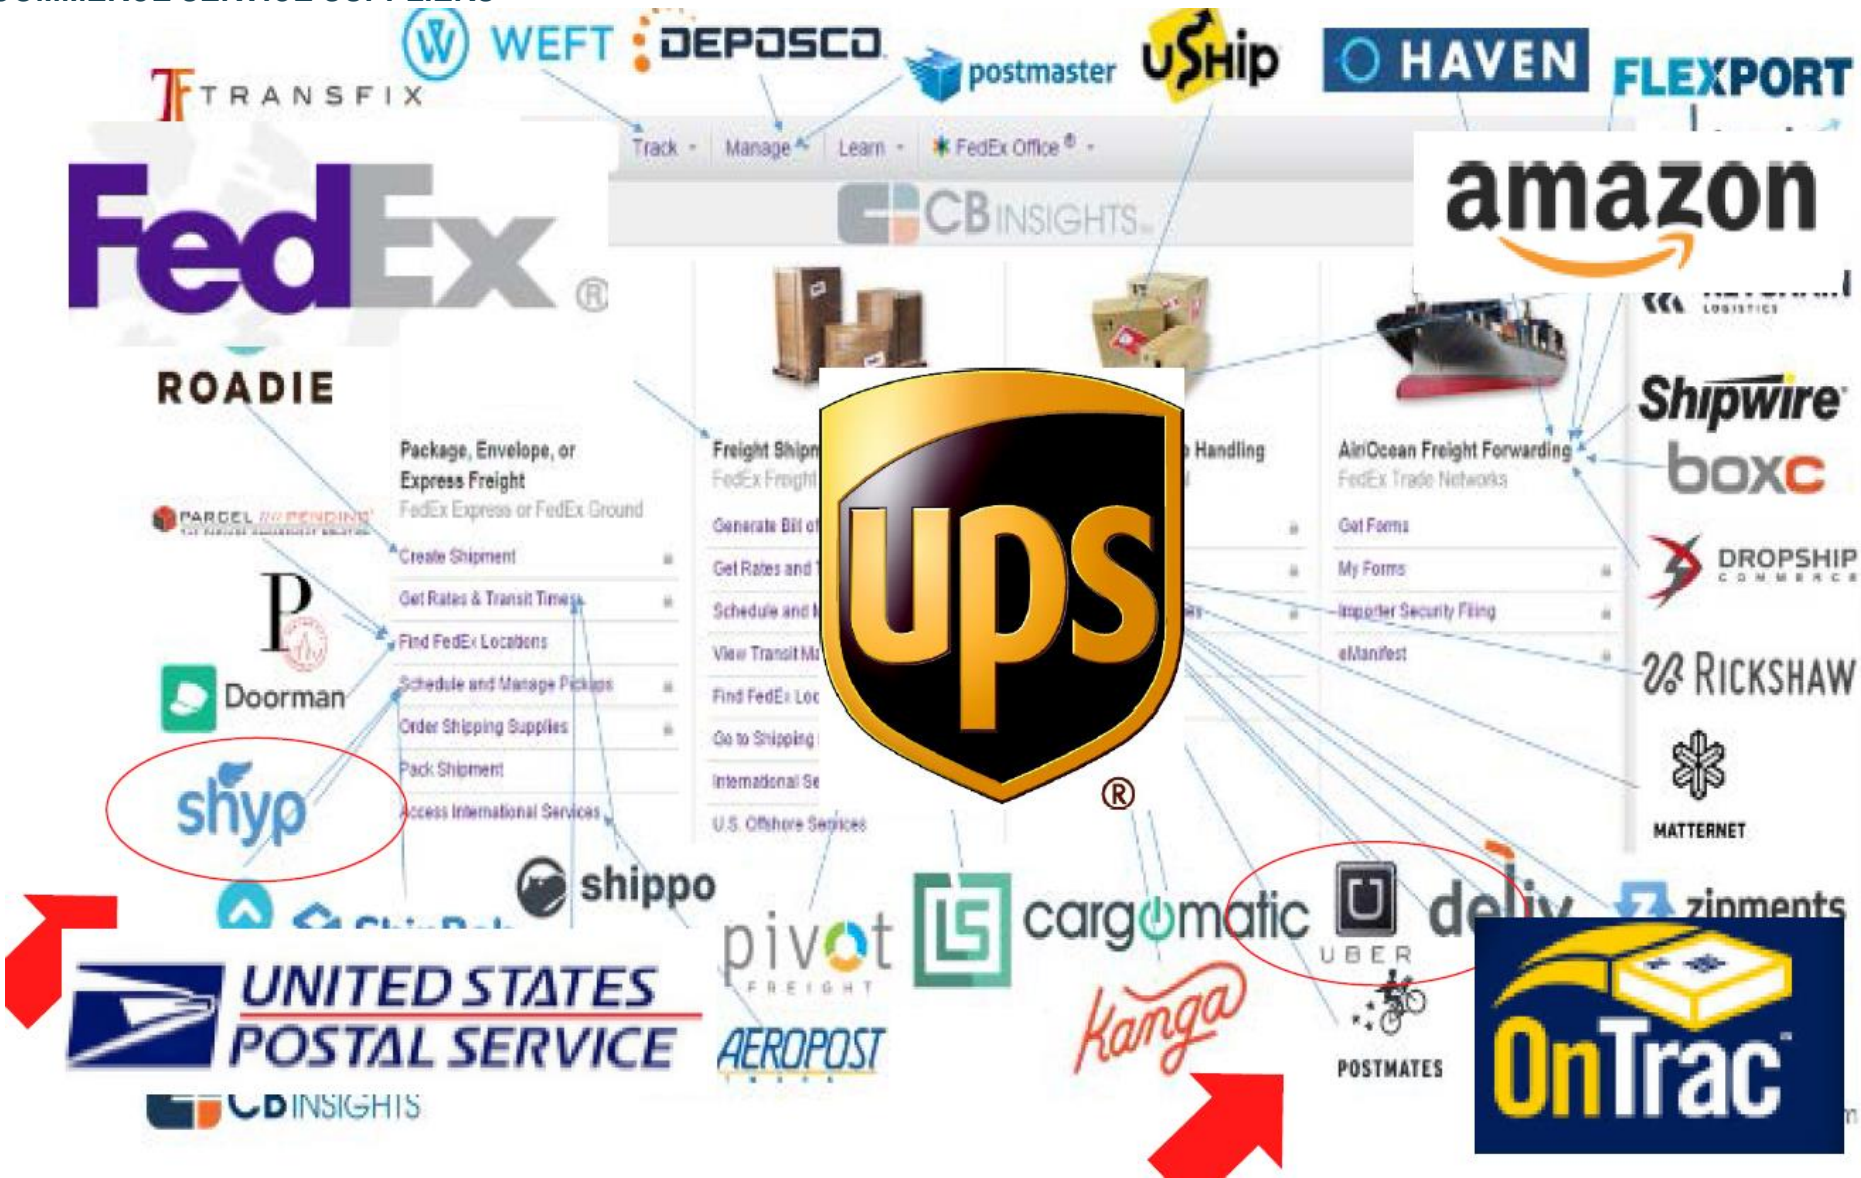 WEFT
DEPOSCO
postmaster
uShip
HAVEN
FLEXPORT
TRANSFIX
Track
Manage
Learn
FedEx Office ®
FedEx ®
CB INSIGHTS
amazon
LOGISTICS
ROADIE
Shipwire
Package, Envelope, or
Express Freight
FedEx Express or FedEx Ground
Create Shipment
Get Rates & Transit Times
Find FedEx Locations
Schedule and Manage Pickups
Order Shipping Supplies
Pack Shipment
Access International Services
Freight
FedEx Freight
Generate Bill of
Get Rates and
Schedule and
View Transit
Find FedEx
Go to Shipping
International
U.S. Offshore Services
ups ®
Handling
Air/Ocean Freight Forwarding
FedEx Trade Networks
Get Forms
My Forms
Importer Security Filing
eManifest
boxc
PARCEL PENDING
DROPSHIP
COMMERCE
P
Doorman
RICKSHAW
shyp
MATTERNET
shippo
pivot
FREIGHT
LS
cargomatic
UBER
deliv
zipments
UNITED STATES
POSTAL SERVICE
AEROPOST
Kanga
POSTMATES
OnTrac
CB INSIGHTS